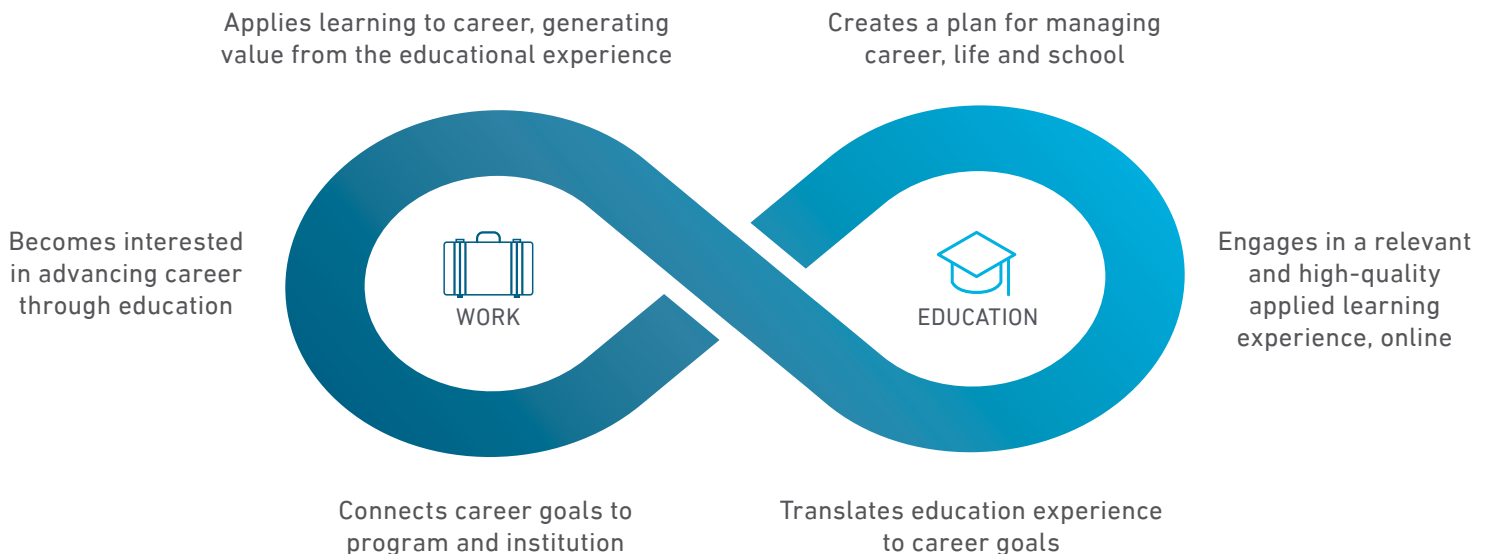 Applies learning to career, generating
value from the educational experience
Creates a plan for managing
career, life and school
Becomes interested
in advancing career
through education
WORK
EDUCATION
Engages in a relevant
and high-quality
applied learning
experience, online
Connects career goals to
program and institution
Translates education experience
to career goals